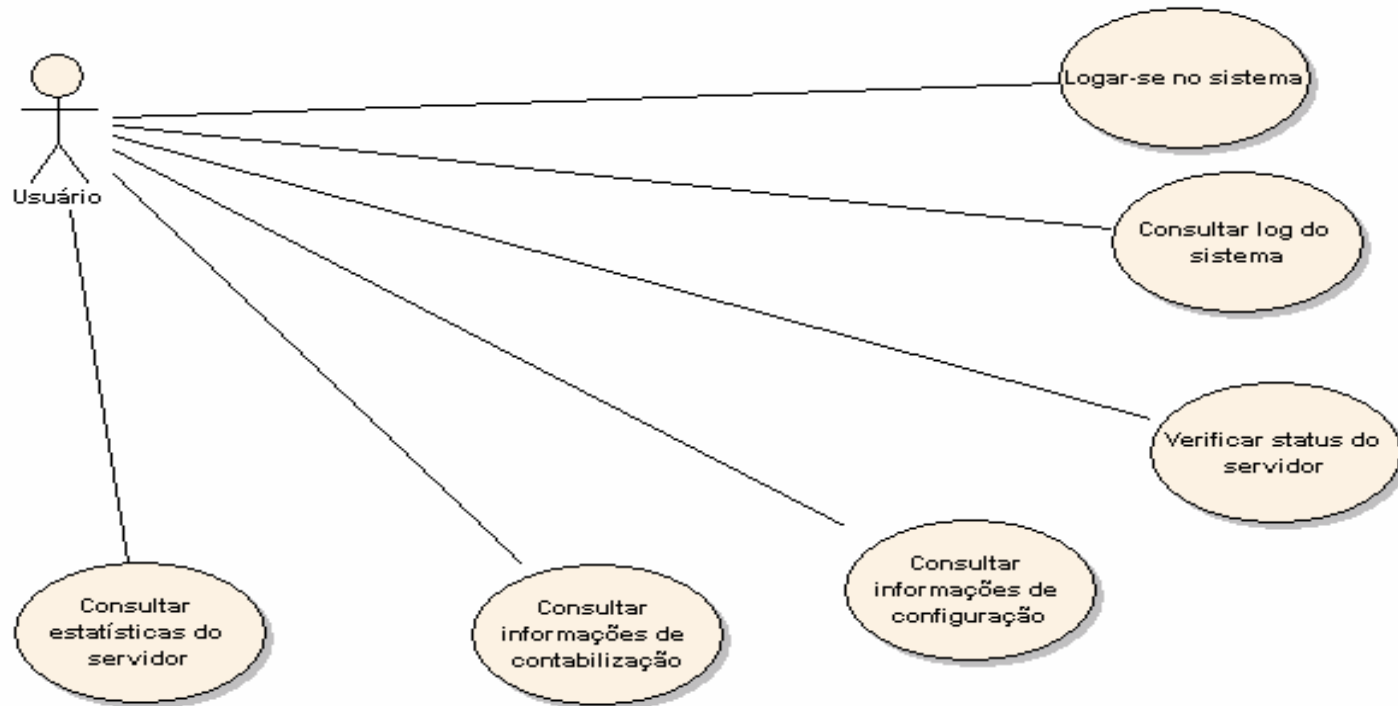 Logar-se no sistema
Usuário
Consultar log do
sistema
Verificar status do
servidor
Consultar
informações de
configuração
Consultar
informações de
contabilização
Consultar
estatísticas do
servidor